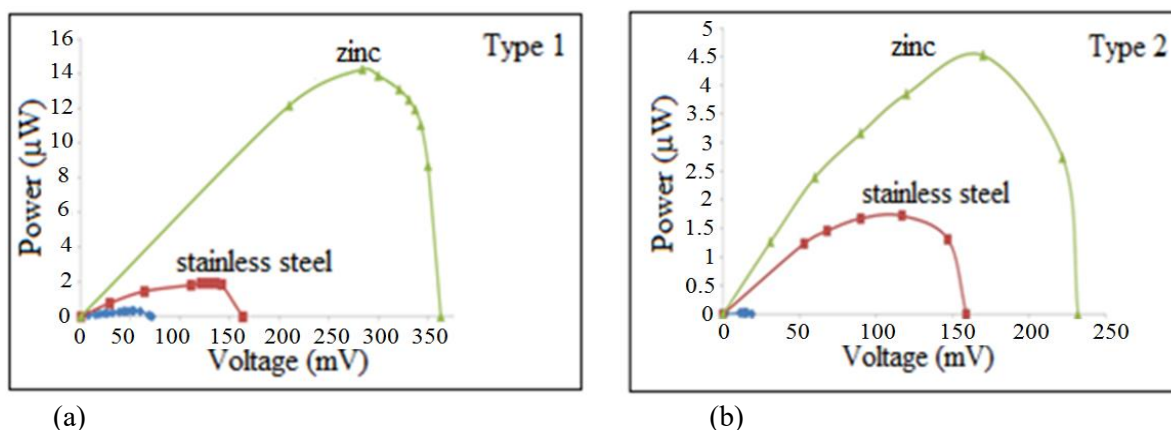 Type 1
zinc
stainless steel
Power (μW)
16
14
12
10
8
6
4
2
0
0 50 100 150 200 250 300 350
Voltage (mV)
(a)
Type 2
zinc
stainless steel
Power (μW)
5
4.5
4
3.5
3
2.5
2
1.5
1
0.5
0
0 50 100 150 200 250
Voltage (mV)
(b)